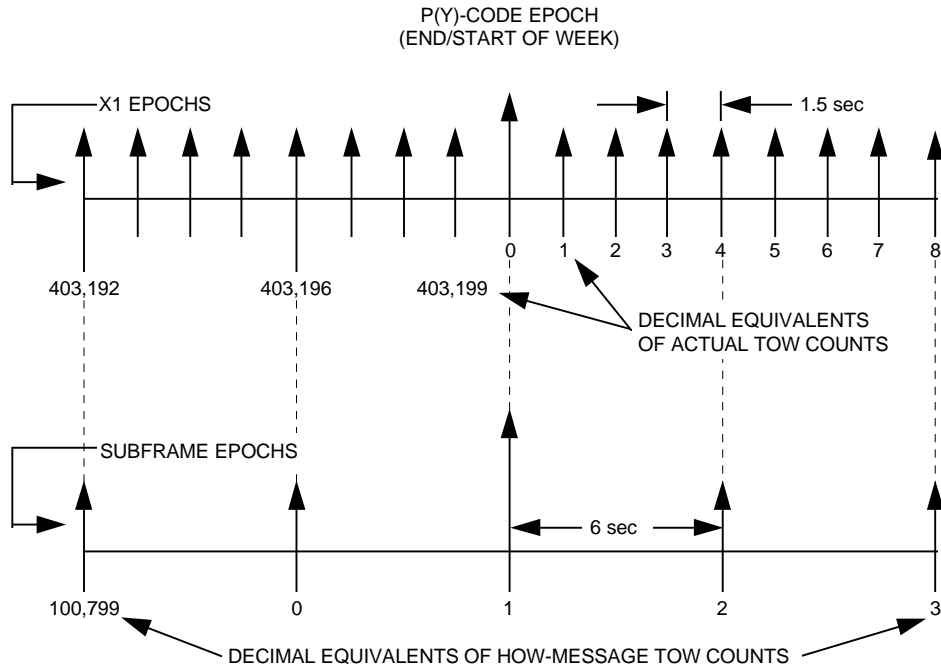 P(Y)-CODE EPOCH
(END/START OF WEEK)
X1 EPOCHS
1.5 sec
0 1 2 3 4 5 6 7 8
403,192 403,196 403,199
DECIMAL EQUIVALENTS
OF ACTUAL TOW COUNTS
SUBFRAME EPOCHS
6 sec
100,799 0 1 2 3
DECIMAL EQUIVALENTS OF HOW-MESSAGE TOW COUNTS